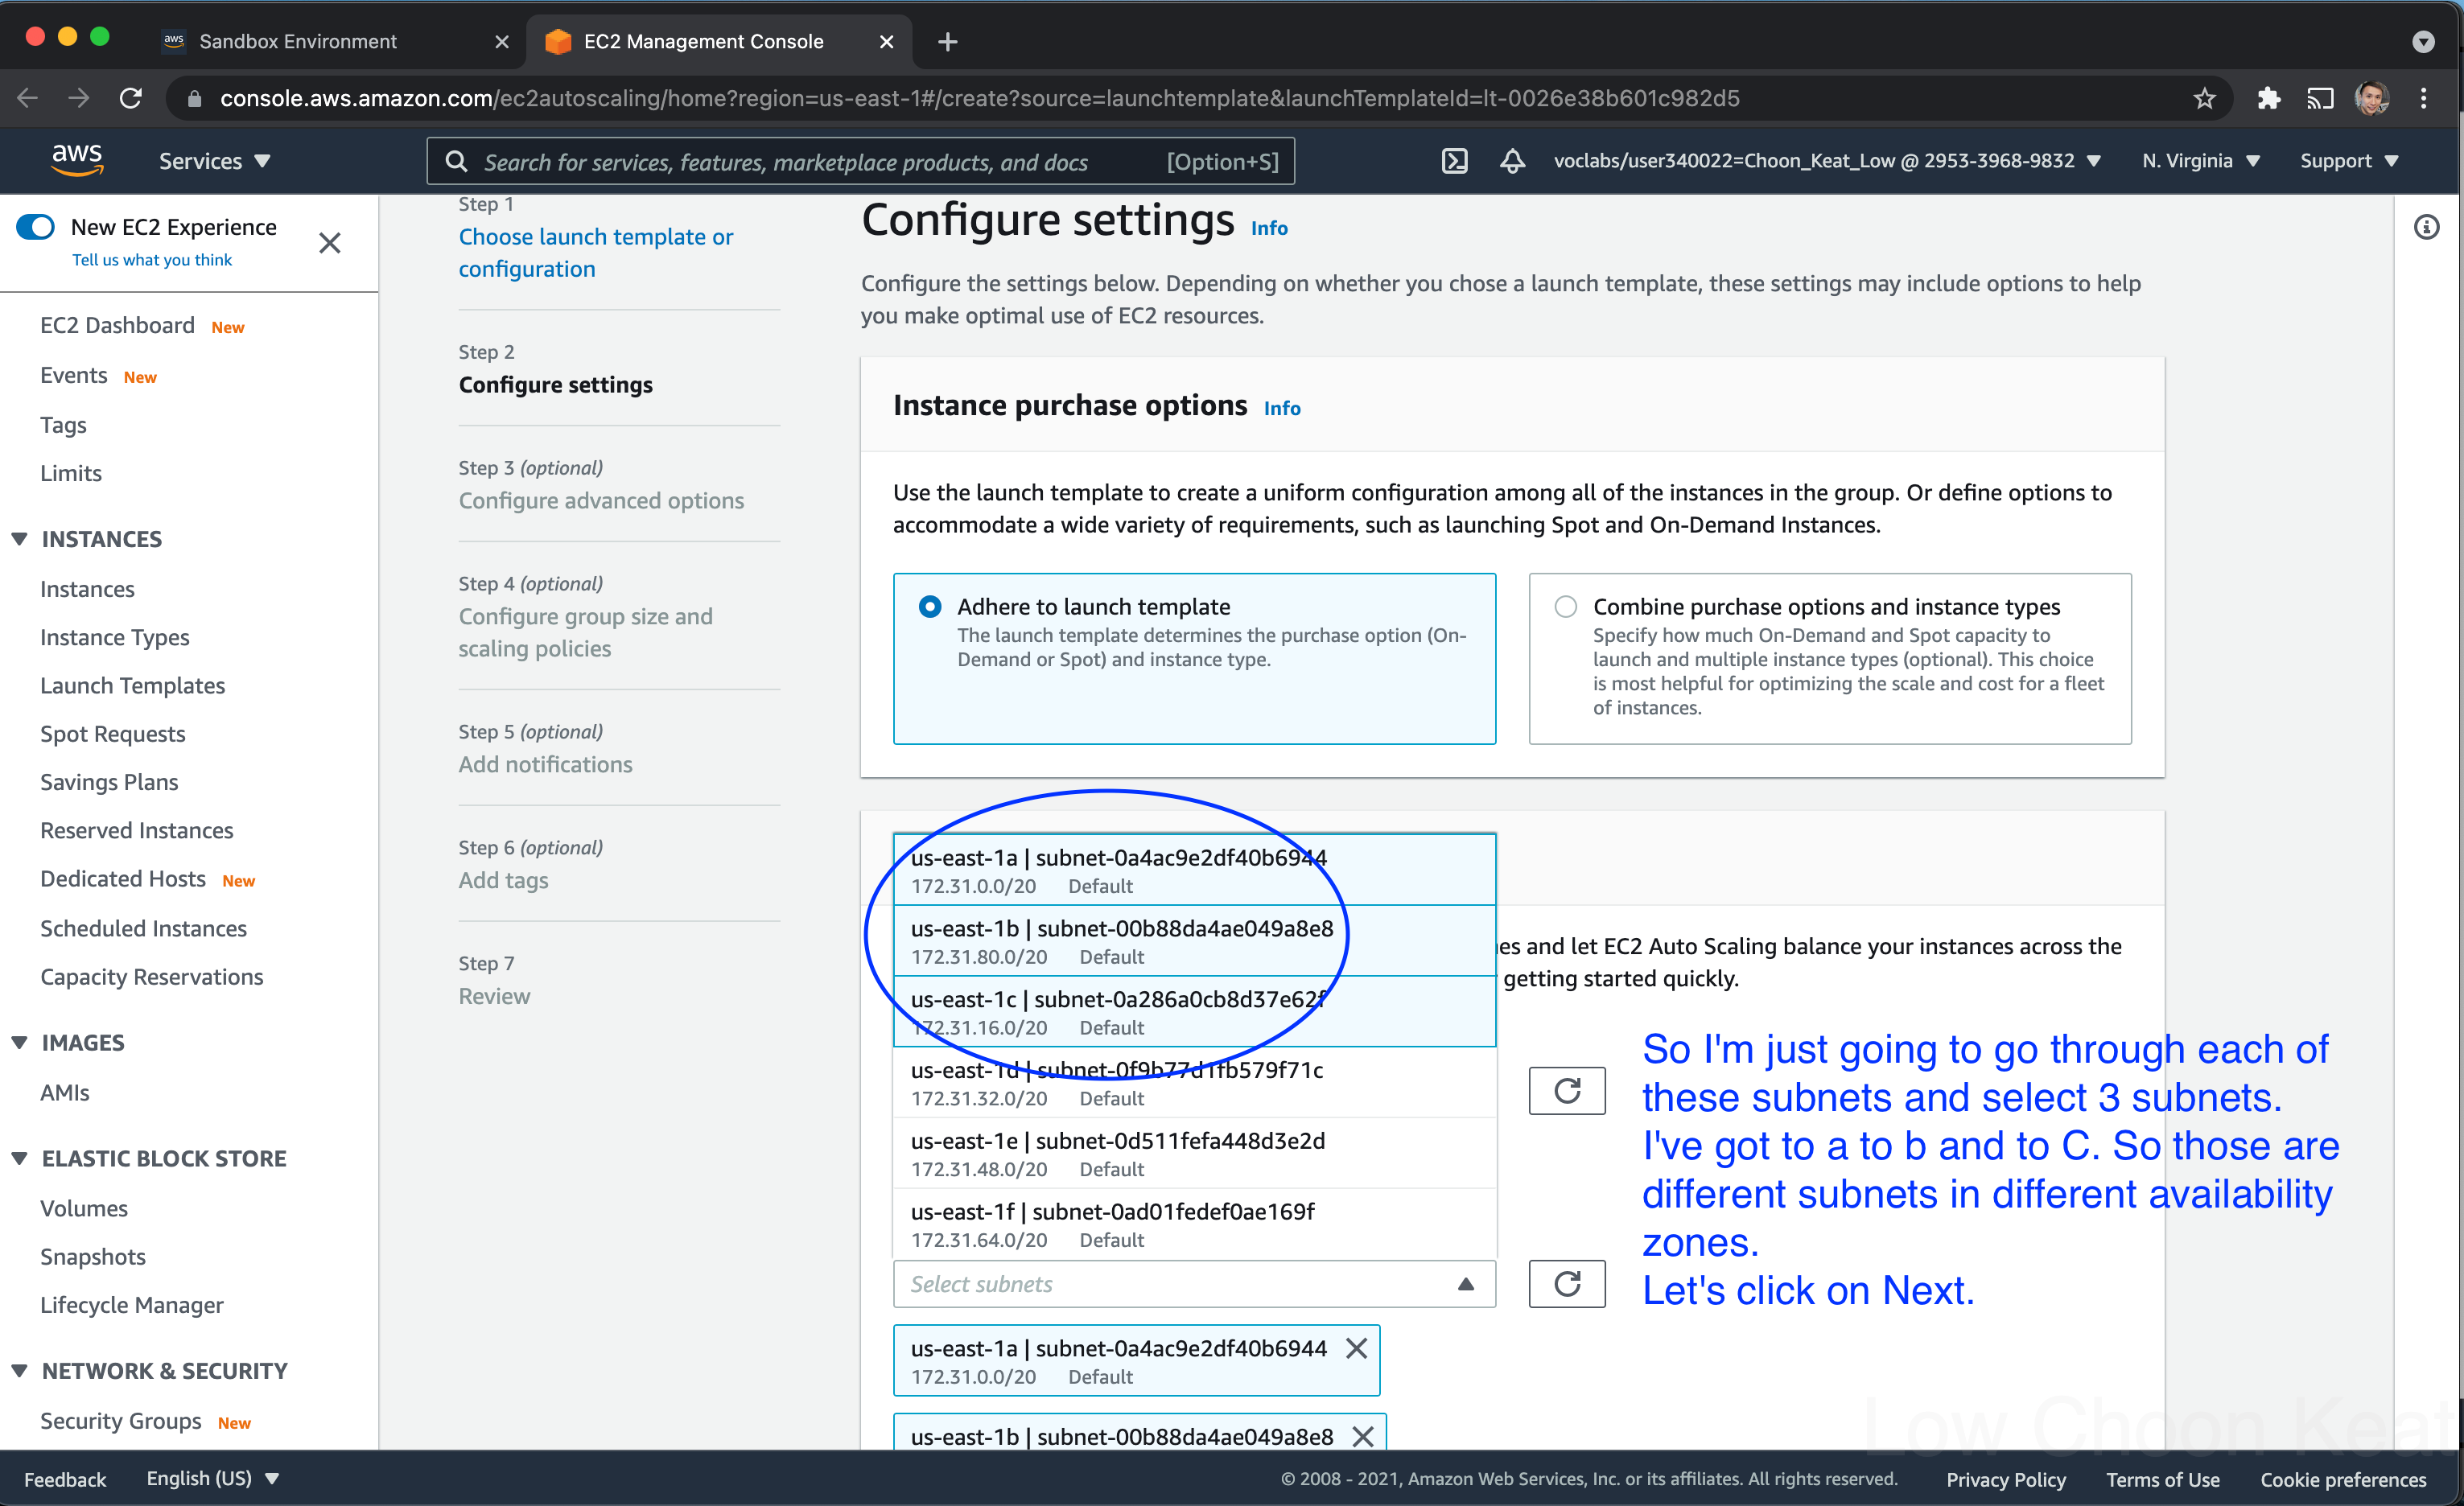 aws Sandbox Environment
EC2 Management Console
console.aws.amazon.com/ec2autoscaling/home?region=us-east-1#/create?source=launchtemplate&launchTemplateId=lt-0026e38b601c982d5
aws
Services
Search for services, features, marketplace products, and docs [Option+S]
voclabs/user340022=Choon_Keat_Low @ 2953-3968-9832
N. Virginia
Support
New EC2 Experience
Tell us what you think
EC2 Dashboard New
Events New
Tags
Limits
INSTANCES
Instances
Instance Types
Launch Templates
Spot Requests
Savings Plans
Reserved Instances
Dedicated Hosts New
Scheduled Instances
Capacity Reservations
IMAGES
AMIs
ELASTIC BLOCK STORE
Volumes
Snapshots
Lifecycle Manager
NETWORK & SECURITY
Security Groups New
Step 1
Choose launch template or
configuration
Step 2
Configure settings
Step 3 (optional)
Configure advanced options
Step 4 (optional)
Configure group size and
scaling policies
Step 5 (optional)
Add notifications
Step 6 (optional)
Add tags
Step 7
Review
Configure settings Info
Configure the settings below. Depending on whether you chose a launch template, these settings may include options to help
you make optimal use of EC2 resources.
Instance purchase options Info
Use the launch template to create a uniform configuration among all of the instances in the group. Or define options to
accommodate a wide variety of requirements, such as launching Spot and On-Demand Instances.
Adhere to launch template
The launch template determines the purchase option (On-
Demand or Spot) and instance type.
Combine purchase options and instance types
Specify how much On-Demand and Spot capacity to
launch and multiple instance types (optional). This choice
is most helpful for optimizing the scale and cost for a fleet
of instances.
us-east-1a | subnet-0a4ac9e2df40b6944
172.31.0.0/20 Default
us-east-1b | subnet-00b88da4ae049a8e8
172.31.80.0/20 Default
us-east-1c | subnet-0a286a0cb8d37e62f
172.31.16.0/20 Default
us-east-1d | subnet-0f9b77d1fb579f71c
172.31.32.0/20 Default
us-east-1e | subnet-0d511fefa448d3e2d
172.31.48.0/20 Default
us-east-1f | subnet-0ad01fedef0ae169f
172.31.64.0/20 Default
es and let EC2 Auto Scaling balance your instances across the
getting started quickly.
Select subnets
us-east-1a | subnet-0a4ac9e2df40b6944
172.31.0.0/20 Default
us-east-1b | subnet-00b88da4ae049a8e8
So I'm just going to go through each of
these subnets and select 3 subnets.
I've got to a to b and to C. So those are
different subnets in different availability
zones.
Let's click on Next.
Low Choon Keat
Feedback
English (US)
© 2008 - 2021, Amazon Web Services, Inc. or its affiliates. All rights reserved.
Privacy Policy
Terms of Use
Cookie preferences